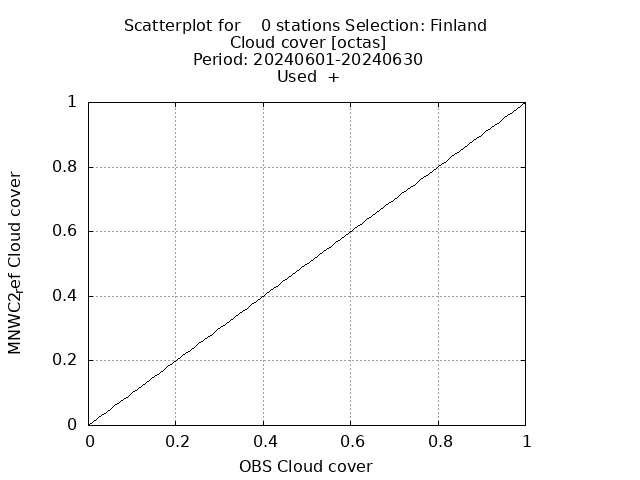 Scatterplot for    0 stations Selection: Finland
Cloud cover [octas]
Period: 20240601-20240630
Used  +
1
0.8
0.6
0.4
0.2
0
MNWC2ref Cloud cover
0 0.2 0.4 0.6 0.8 1
OBS Cloud cover